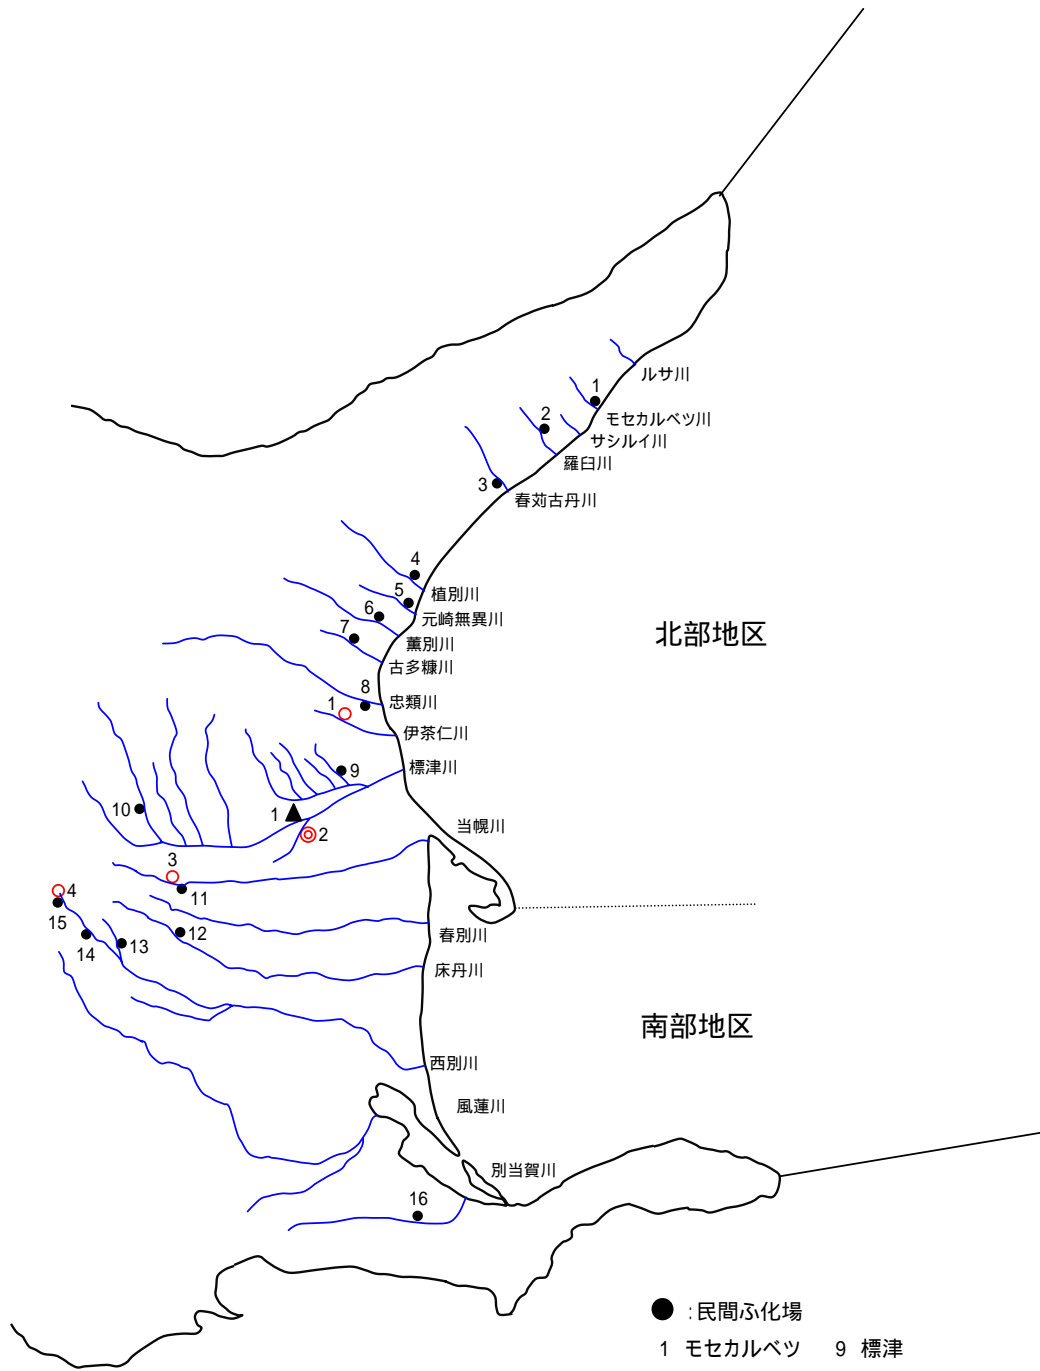 ルサ川
1
モセカルベツ川
2
サシルイ川
羅臼川
3
春苅古丹川
4
植別川
5
元崎無異川
6
薫別川
7
古多糠川
北部地区
8
忠類川
1
伊茶仁川
標津川
9
10
1
2
当幌川
3
11
4
15
春別川
12
13
14
床丹川
南部地区
西別川
風蓮川
別当賀川
16
● :民間ふ化場
1 モセカルベツ 9 標津